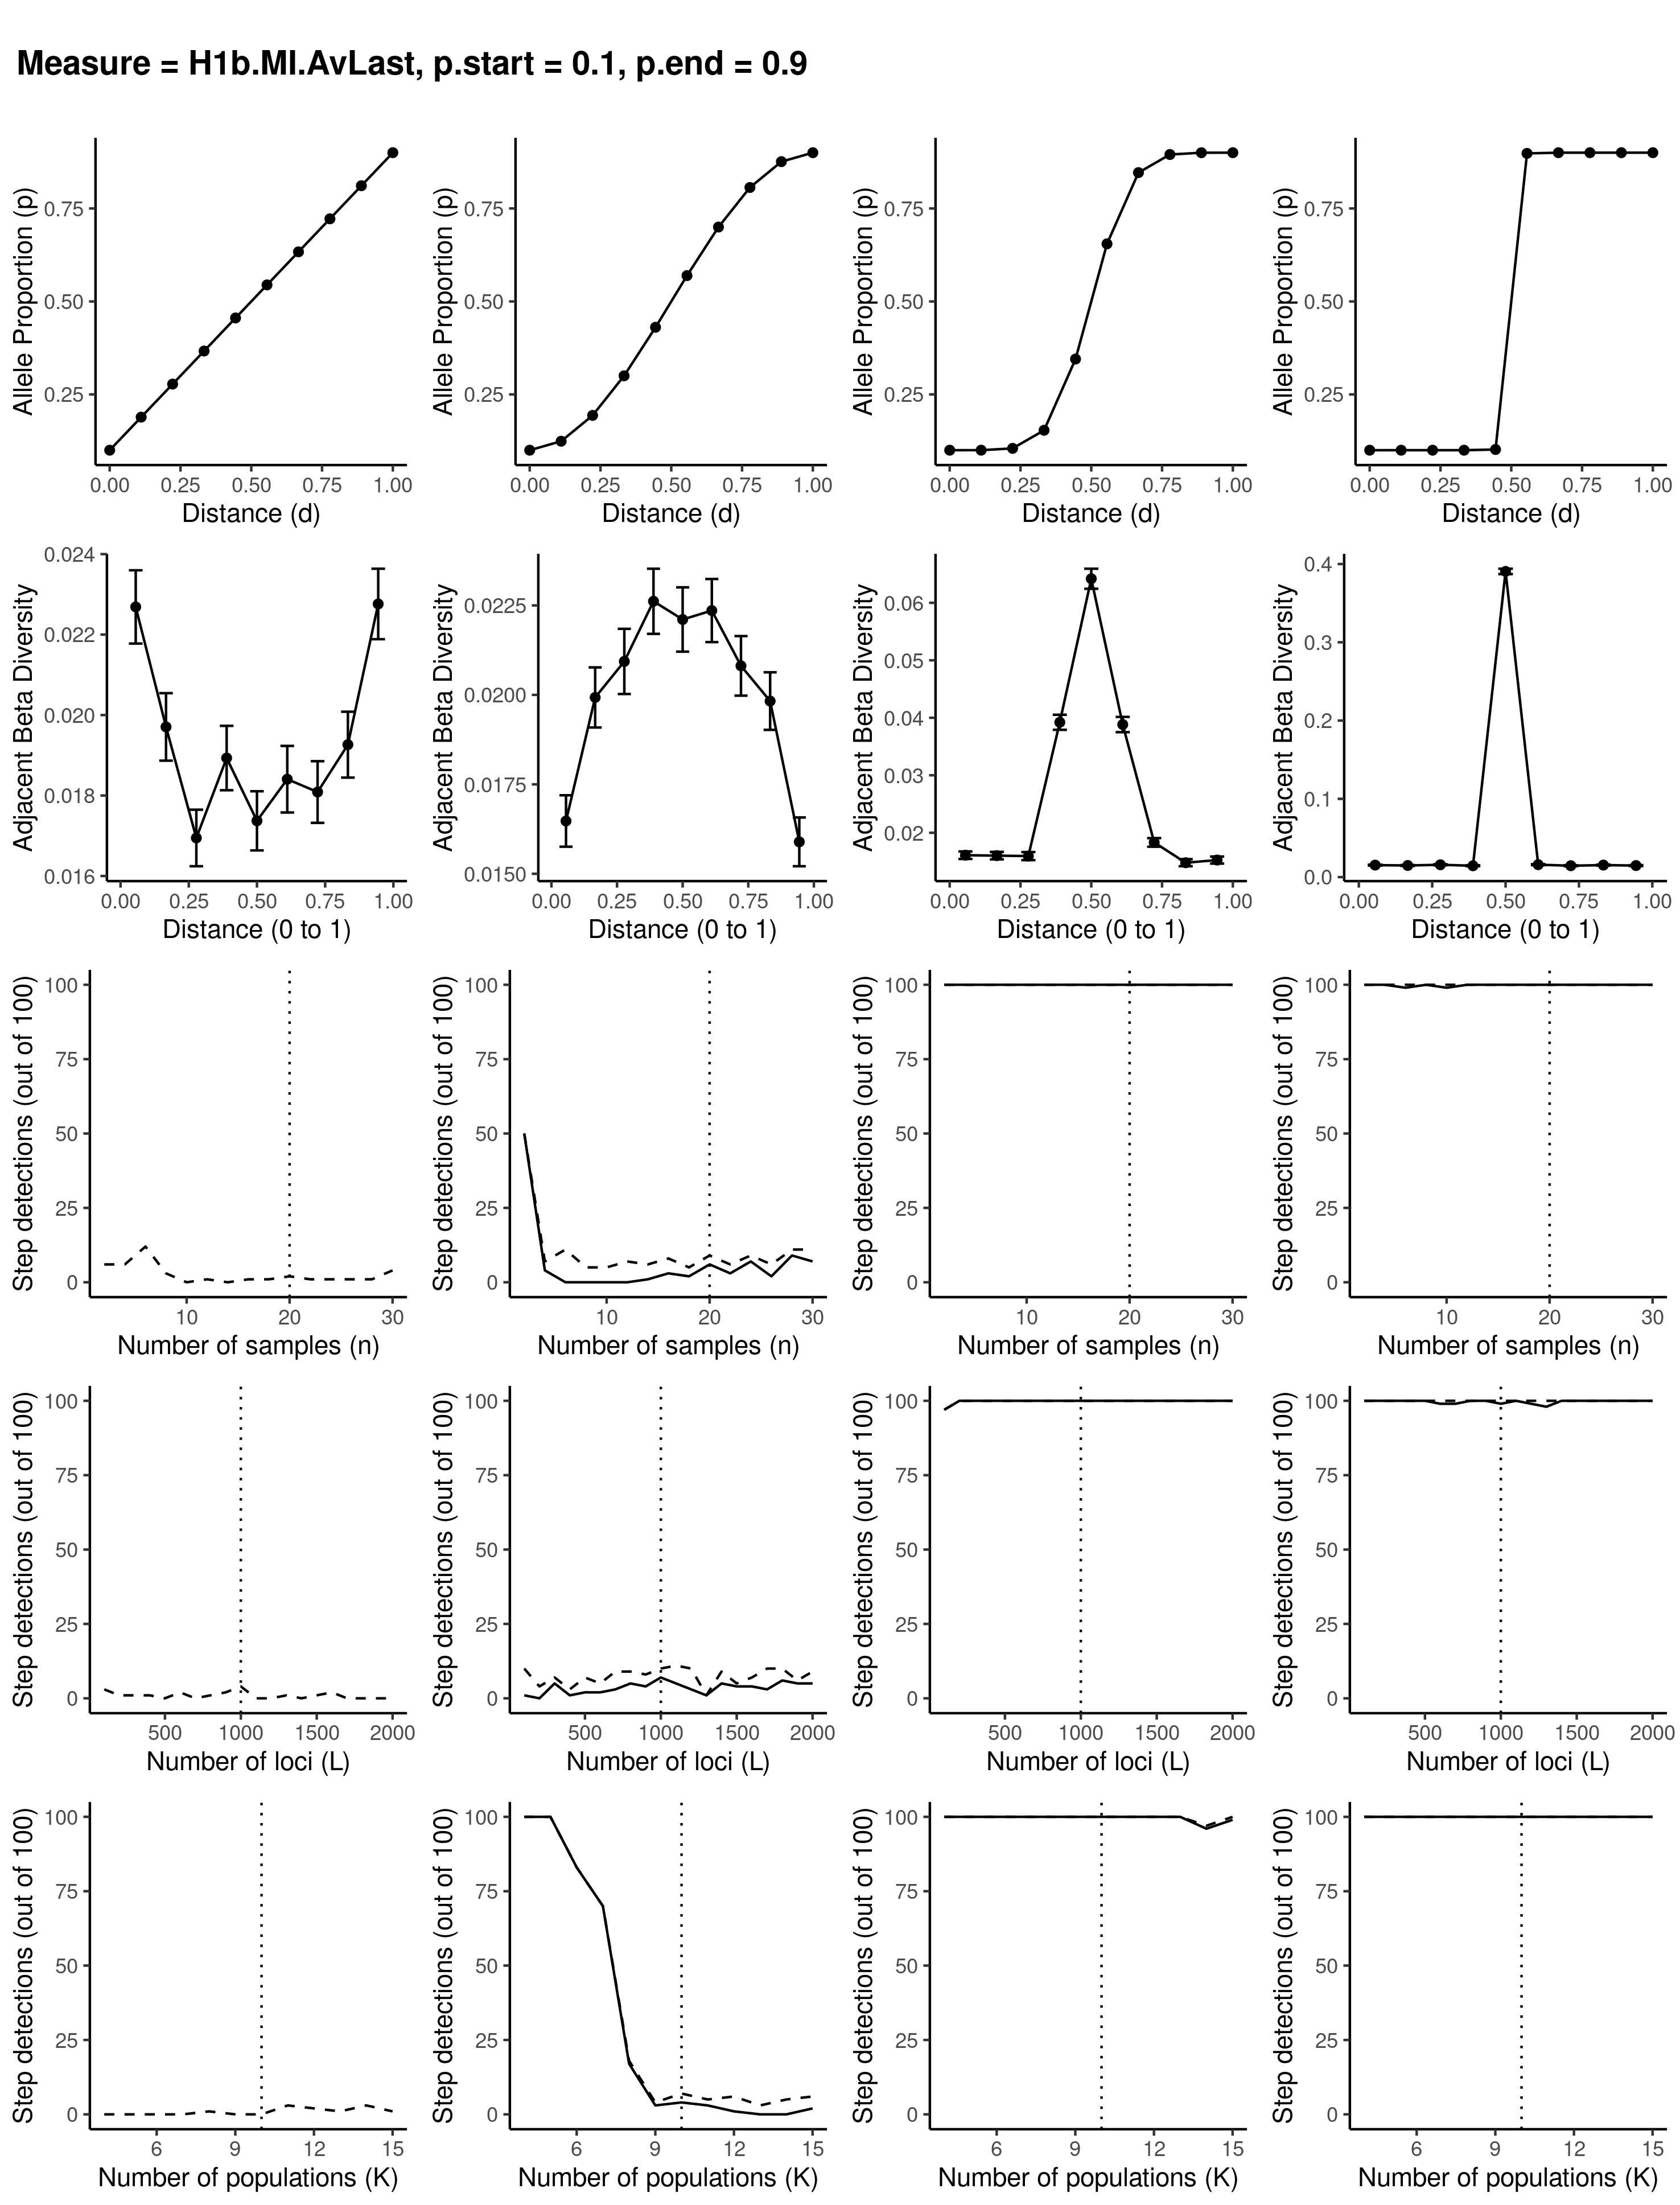 Measure = H1b.MI.AvLast, p.start = 0.1, p.end = 0.9
Allele Proportion (p)
0.75
0.50
0.25
0.00 0.25 0.50 0.75 1.00
Distance (d)
Allele Proportion (p)
0.75
0.50
0.25
0.00 0.25 0.50 0.75 1.00
Distance (d)
Allele Proportion (p)
0.75
0.50
0.25
0.00 0.25 0.50 0.75 1.00
Distance (d)
Allele Proportion (p)
0.75
0.50
0.25
0.00 0.25 0.50 0.75 1.00
Distance (d)
Adjacent Beta Diversity
0.024
0.022
0.020
0.018
0.016
0.00 0.25 0.50 0.75 1.00
Distance (0 to 1)
Adjacent Beta Diversity
0.0225
0.0200
0.0175
0.0150
0.00 0.25 0.50 0.75 1.00
Distance (0 to 1)
Adjacent Beta Diversity
0.06
0.05
0.04
0.03
0.02
0.00 0.25 0.50 0.75 1.00
Distance (0 to 1)
Adjacent Beta Diversity
0.4
0.3
0.2
0.1
0.0
0.00 0.25 0.50 0.75 1.00
Distance (0 to 1)
Step detections (out of 100)
100
75
50
25
0
10 20 30
Number of samples (n)
Step detections (out of 100)
100
75
50
25
0
10 20 30
Number of samples (n)
Step detections (out of 100)
100
75
50
25
0
10 20 30
Number of samples (n)
Step detections (out of 100)
100
75
50
25
0
10 20 30
Number of samples (n)
Step detections (out of 100)
100
75
50
25
0
500 1000 1500 2000
Number of loci (L)
Step detections (out of 100)
100
75
50
25
0
500 1000 1500 2000
Number of loci (L)
Step detections (out of 100)
100
75
50
25
0
500 1000 1500 2000
Number of loci (L)
Step detections (out of 100)
100
75
50
25
0
500 1000 1500 2000
Number of loci (L)
Step detections (out of 100)
100
75
50
25
0
6 9 12 15
Number of populations (K)
Step detections (out of 100)
100
75
50
25
0
6 9 12 15
Number of populations (K)
Step detections (out of 100)
100
75
50
25
0
6 9 12 15
Number of populations (K)
Step detections (out of 100)
100
75
50
25
0
6 9 12 15
Number of populations (K)